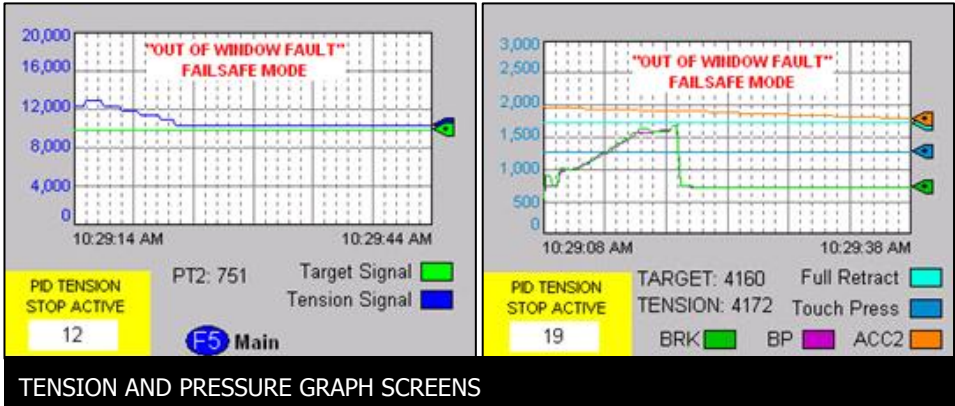 20,000
16,000
12,000
8,000
4,000
0
"OUT OF WINDOW FAULT"
FAILSAFE MODE
10:29:14 AM 10:29:44 AM
PID TENSION
STOP ACTIVE
12
PT2: 751
Target Signal
Tension Signal
F5 Main
3,000
2,500
2,000
1,500
1,000
500
0
"OUT OF WINDOW FAULT"
FAILSAFE MODE
10:29:08 AM 10:29:38 AM
PID TENSION
STOP ACTIVE
19
TARGET: 4160 Full Retract
TENSION: 4172 Touch Press
BRK BP ACC2
TENSION AND PRESSURE GRAPH SCREENS